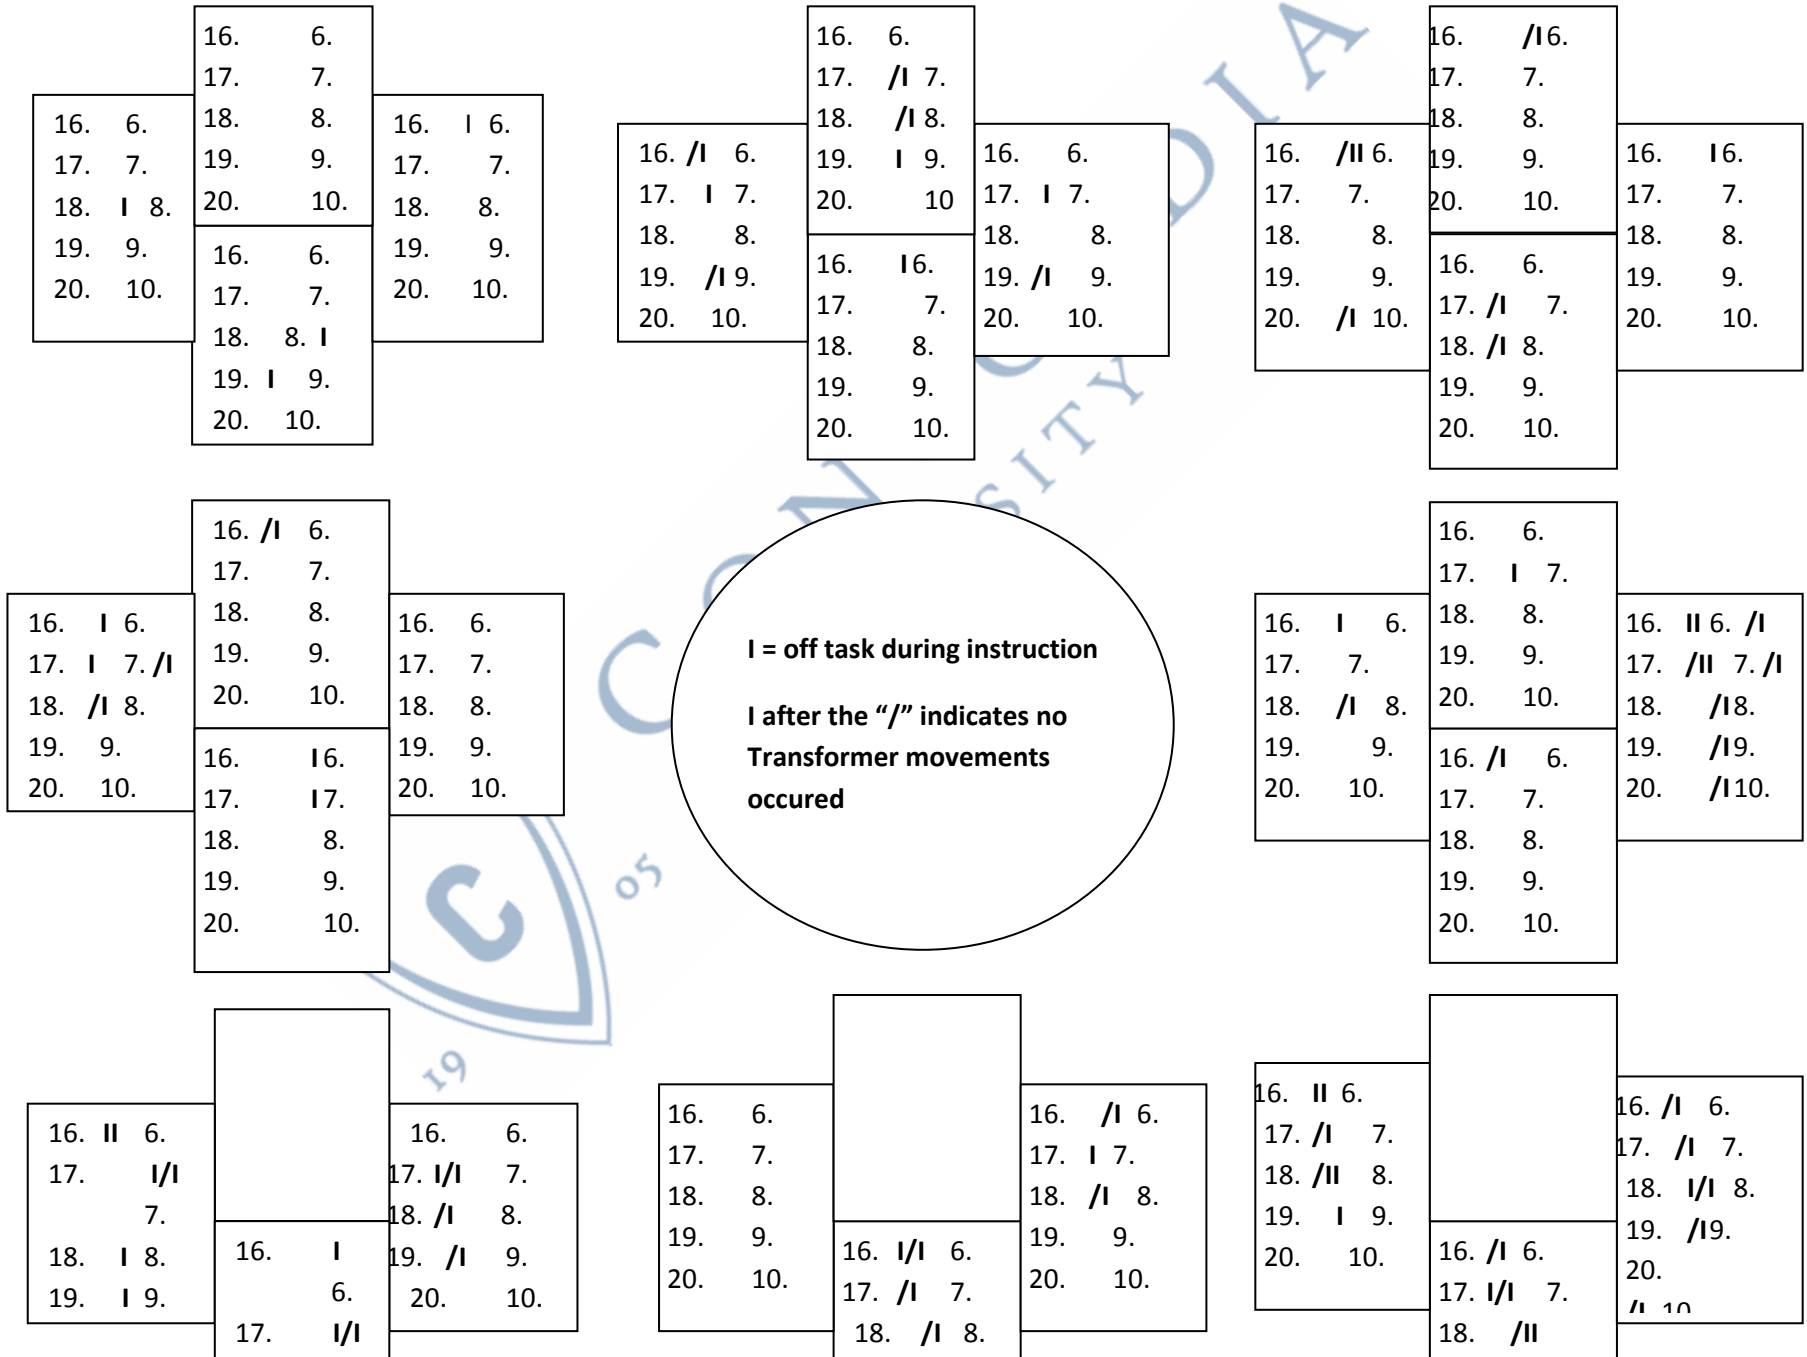 16. 6.
17. 7.
18. 8.
19. 9.
20. 10.
16. 6.
17. 7.
18. I 8.
19. 9.
20. 10.
16. I 6.
17. 7.
18. 8.
19. 9.
20. 10.
16. 6.
17. 7.
18. 8. I
19. I 9.
20. 10.
16. 6.
17. /I 7.
18. /I 8.
19. I 9.
20. 10
16. /I 6.
17. I 7.
18. 8.
19. /I 9.
20. 10.
16. 6.
17. I 7.
18. 8.
19. /I 9.
20. 10.
16. I 6.
17. 7.
18. 8.
19. 9.
20. 10.
16. /I 6.
17. 7.
18. 8.
19. 9.
20. 10.
16. /II 6.
17. 7.
18. 8.
19. 9.
20. /I 10.
16. I 6.
17. 7.
18. 8.
19. 9.
20. 10.
16. 6.
17. /I 7.
18. /I 8.
19. 9.
20. 10.
16. /I 6.
17. 7.
18. 8.
19. 9.
20. 10.
16. I 6.
17. I 7. /I
18. /I 8.
19. 9.
20. 10.
16. 6.
17. 7.
18. 8.
19. 9.
20. 10.
16. I 6.
17. I 7.
18. 8.
19. 9.
20. 10.
I = off task during instruction
I after the “/” indicates no
Transformer movements
occured
16. 6.
17. I 7.
18. 8.
19. 9.
20. 10.
16. I 6.
17. 7.
18. /I 8.
19. 9.
20. 10.
16. II 6. /I
17. /II 7. /I
18. /I 8.
19. /I 9.
20. /I 10.
16. /I 6.
17. 7.
18. 8.
19. 9.
20. 10.
16. II 6.
17. I/I
7.
18. I 8.
19. I 9.
16. 6.
17. I/I 7.
18. /I 8.
19. /I 9.
20. 10.
16. I
6.
17. I/I
16. 6.
17. 7.
18. 8.
19. 9.
20. 10.
16. /I 6.
17. I 7.
18. /I 8.
19. 9.
20. 10.
16. I/I 6.
17. /I 7.
18. /I 8.
16. II 6.
17. /I 7.
18. /II 8.
19. I 9.
20. 10.
16. /I 6.
17. /I 7.
18. I/I 8.
19. /I 9.
20.
/I 10
16. /I 6.
17. I/I 7.
18. /II
CONCORDIA
SITY
C
19 05